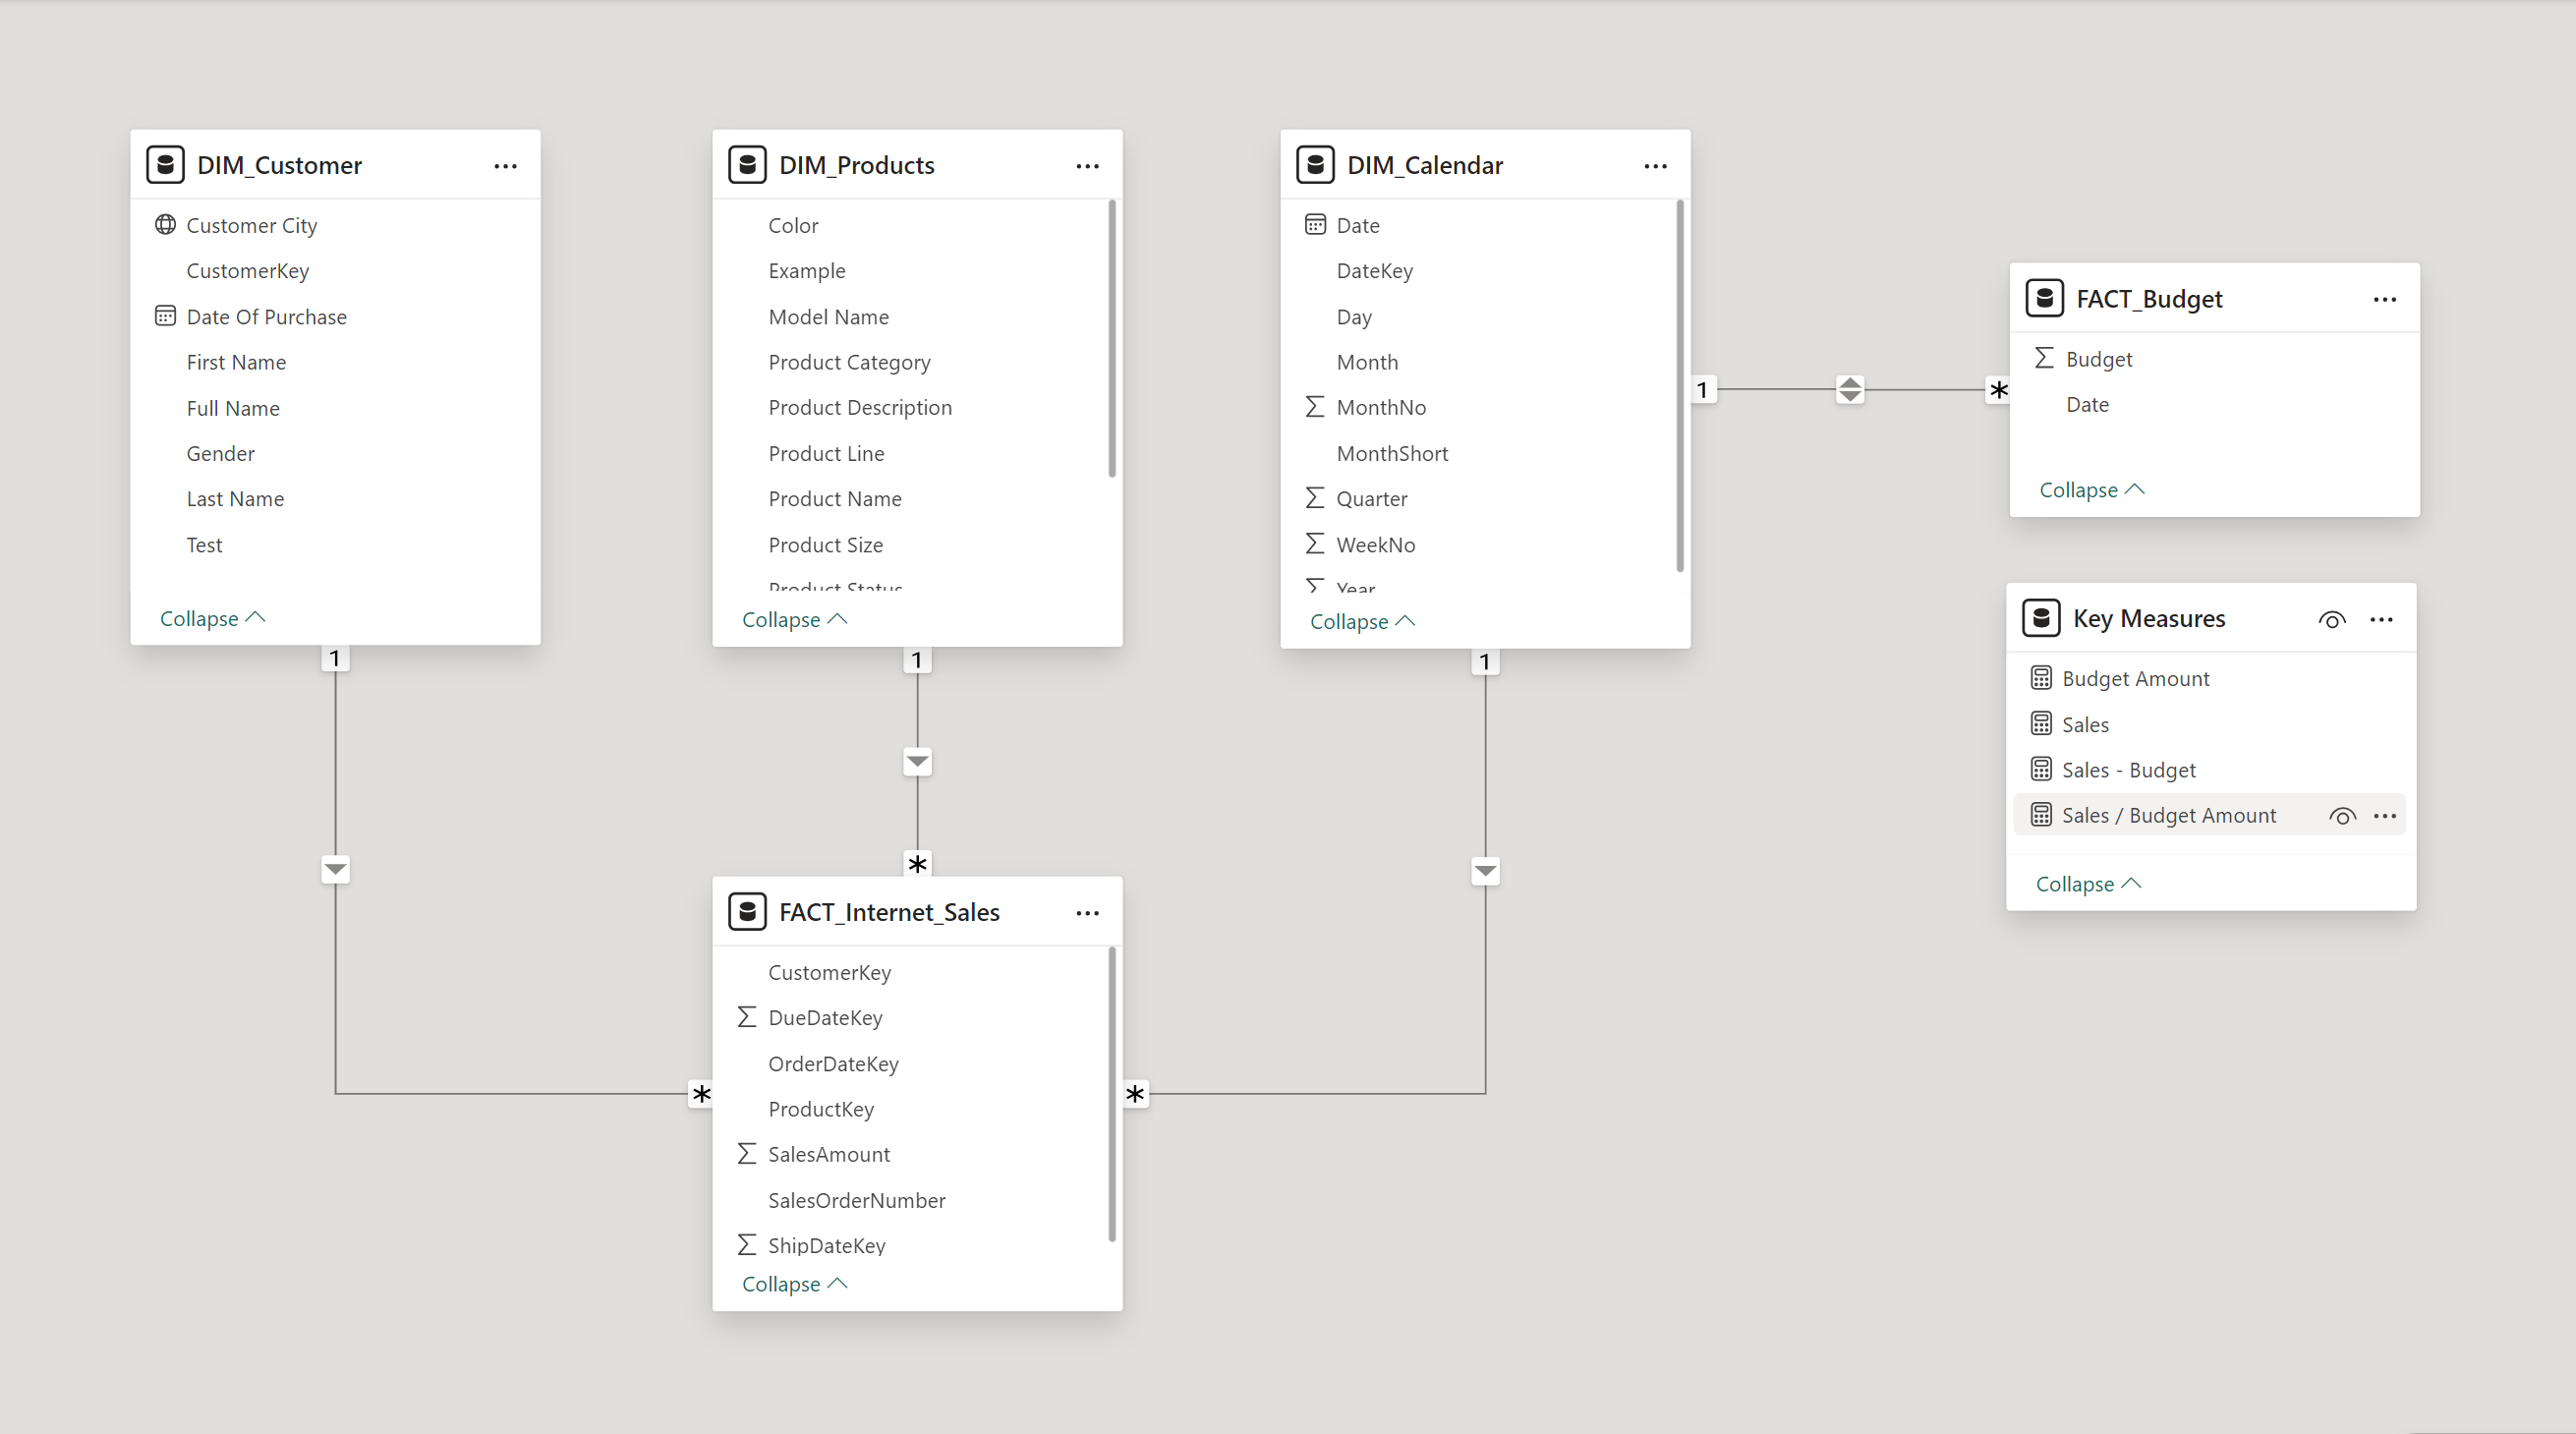 DIM_Customer
Customer City
CustomerKey
Date Of Purchase
First Name
Full Name
Gender
Last Name
Test
Collapse
1
DIM_Products
Color
Example
Model Name
Product Category
Product Description
Product Line
Product Name
Product Size
Product Status
Collapse
1
DIM_Calendar
Date
DateKey
Day
Month
∑ MonthNo
MonthShort
∑ Quarter
∑ WeekNo
∑ Year
Collapse
1
1
*
FACT_Budget
∑ Budget
Date
Collapse
Key Measures
Budget Amount
Sales
Sales - Budget
Sales / Budget Amount
Collapse
*
*
*
FACT_Internet_Sales
CustomerKey
∑ DueDateKey
OrderDateKey
ProductKey
∑ SalesAmount
SalesOrderNumber
∑ ShipDateKey
Collapse